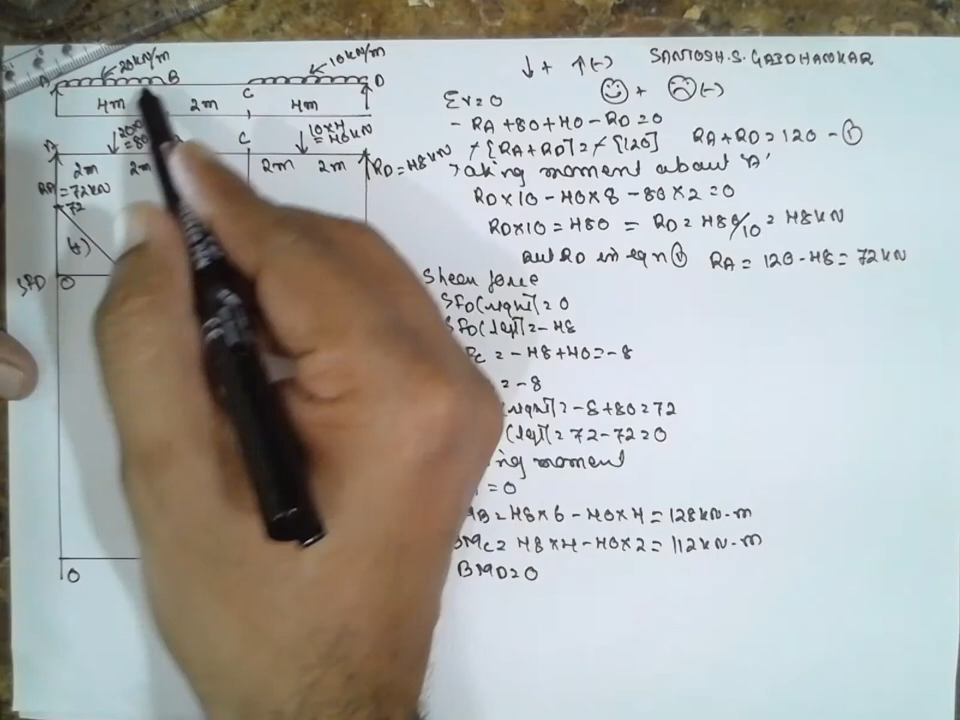 20kN/m
10kN/m
A
B
C
D
4m
2m
4m
↓+ ↑(-)
SANTOSH.S.GAIDHANKAR
☺+ ☹(-)
A
C
10×4
=40kN
2m
2m
2m
2m
RD=48kN
RA
=72kN
72
(+)
SFD
0
0
Σv=0
-RA+80+40-RD=0
-[RA+RD]=-[120]
RA+RD=120-①
Taking moment about 'A'
RD×10-40×8-80×2=0
RD×10=480 = RD=480/10=48kN
put RD in eqn① RA=120-48=72kN
Shear force
SFD(right)=0
SFD(left)=-48
=-48+40=-8
=-8
(right)=-8+80=72
(left)=72-72=0
moment
=0
=48×6-40×4=128kN-m
BMC=48×4-40×2=112kN-m
BMD=0